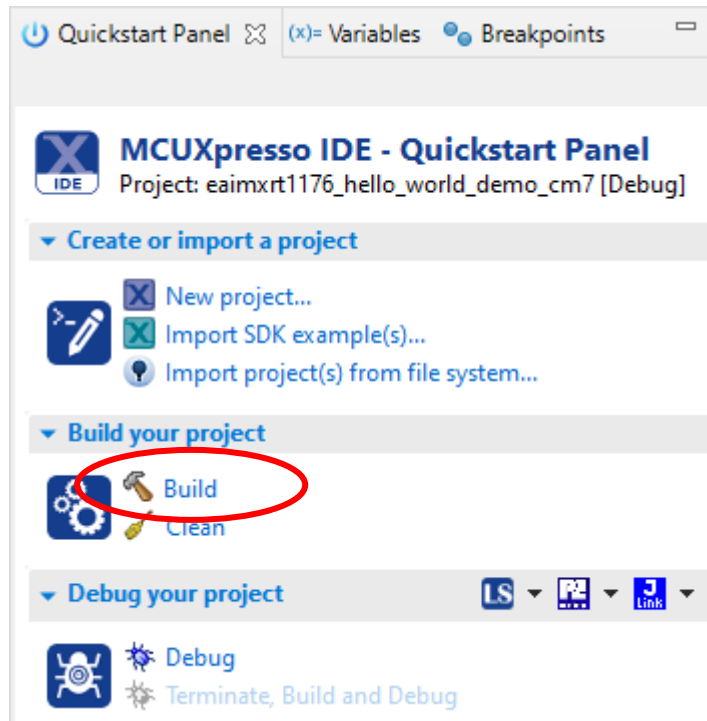 Quickstart Panel (x)= Variables Breakpoints
X
IDE
MCUXpresso IDE - Quickstart Panel
Project: eaimxrt1176_hello_world_demo_cm7 [Debug]
Create or import a project
New project...
Import SDK example(s)...
Import project(s) from file system...
Build your project
Build
Clean
Debug your project
LS
J
Link
Debug
Terminate, Build and Debug